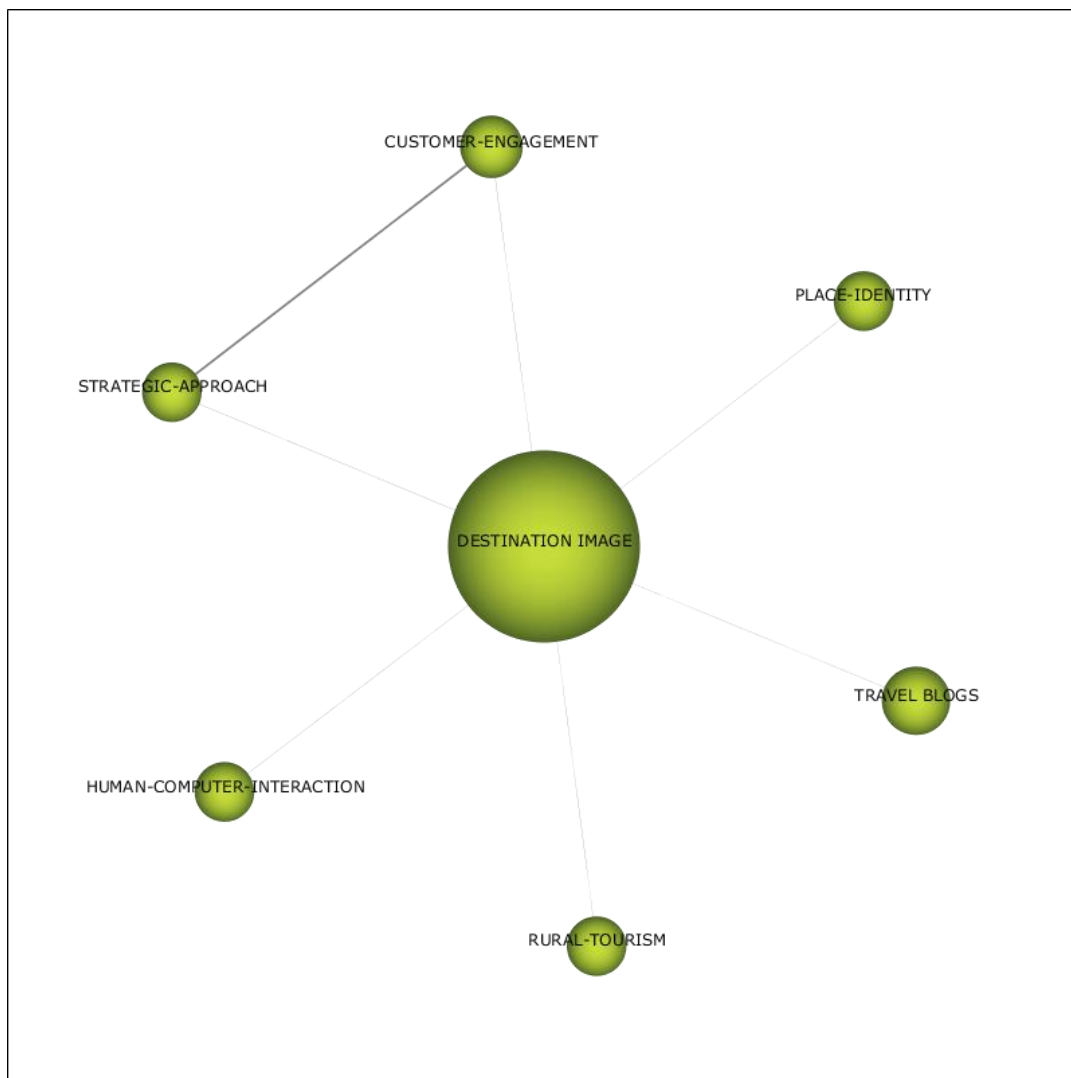 CUSTOMER-ENGAGEMENT
PLACE-IDENTITY
STRATEGIC-APPROACH
DESTINATION IMAGE
TRAVEL BLOGS
HUMAN-COMPUTER-INTERACTION
RURAL-TOURISM